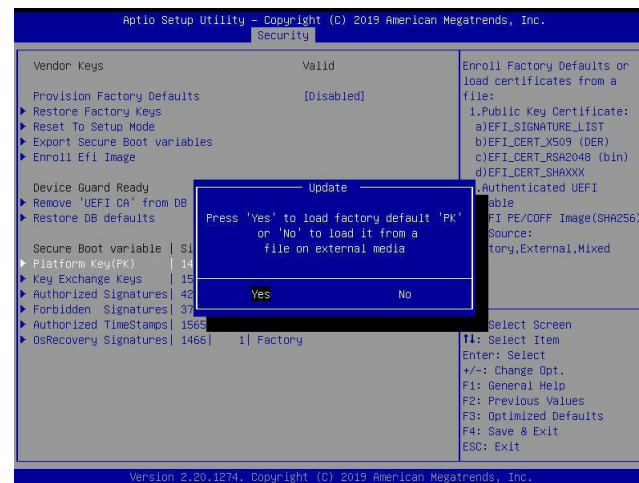 Aptio Setup Utility – Copyright (C) 2019 American Megatrends, Inc.
Security
Vendor Keys Valid
Provision Factory Defaults [Disabled]
Restore Factory Keys
Reset To Setup Mode
Export Secure Boot variables
Enroll Efi Image
Device Guard Ready
Remove 'UEFI CA' from DB
Restore DB defaults
Secure Boot variable | Si
Platform Key(PK) | 14
Key Exchange Keys | 15
Authorized Signatures| 42
Forbidden Signatures| 37
Authorized TimeStamps| 1565
OsRecovery Signatures| 1466| 1| Factory
Update
Press 'Yes' to load factory default 'PK'
or 'No' to load it from a
file on external media
Yes No
Enroll Factory Defaults or
load certificates from a
file:
1.Public Key Certificate:
a)EFI_SIGNATURE_LIST
b)EFI_CERT_X509 (DER)
c)EFI_CERT_RSA2048 (bin)
d)EFI_CERT_SHAXXX
.Authenticated UEFI
able
FI PE/COFF Image(SHA256)
Source:
tory,External,Mixed
Select Screen
↑↓: Select Item
Enter: Select
+/-: Change Opt.
F1: General Help
F2: Previous Values
F3: Optimized Defaults
F4: Save & Exit
ESC: Exit
Version 2.20.1274. Copyright (C) 2019 American Megatrends, Inc.